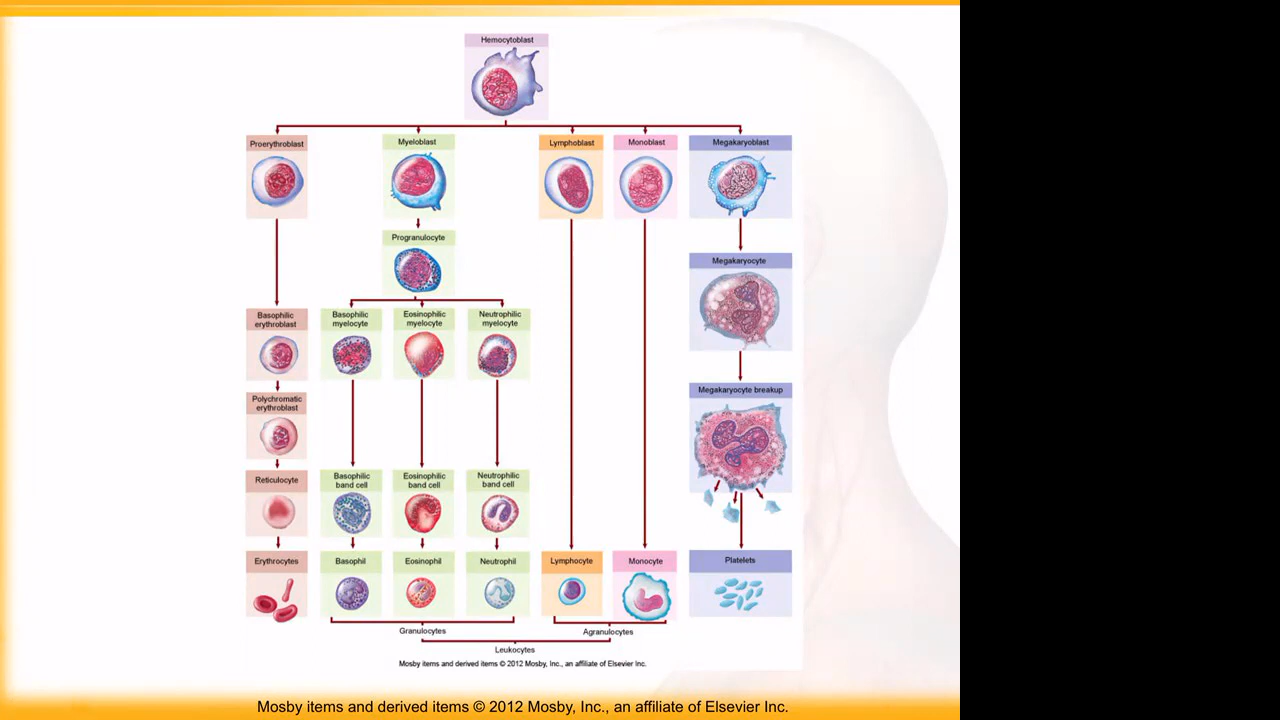 Hemocytoblast
Proerythroblast
Myeloblast
Lymphoblast
Monoblast
Megakaryoblast
Progranulocyte
Megakaryocyte
Basophilic
erythroblast
Basophilic
myelocyte
Eosinophilic
myelocyte
Neutrophilic
myelocyte
Polychromatic
erythroblast
Megakaryocyte breakup
Reticulocyte
Basophilic
band cell
Eosinophilic
band cell
Neutrophilic
band cell
Erythrocytes
Basophil
Eosinophil
Neutrophil
Lymphocyte
Monocyte
Platelets
Granulocytes
Agranulocytes
Leukocytes
Mosby items and derived items © 2012 Mosby, Inc., an affiliate of Elsevier Inc.
Mosby items and derived items © 2012 Mosby, Inc., an affiliate of Elsevier Inc.